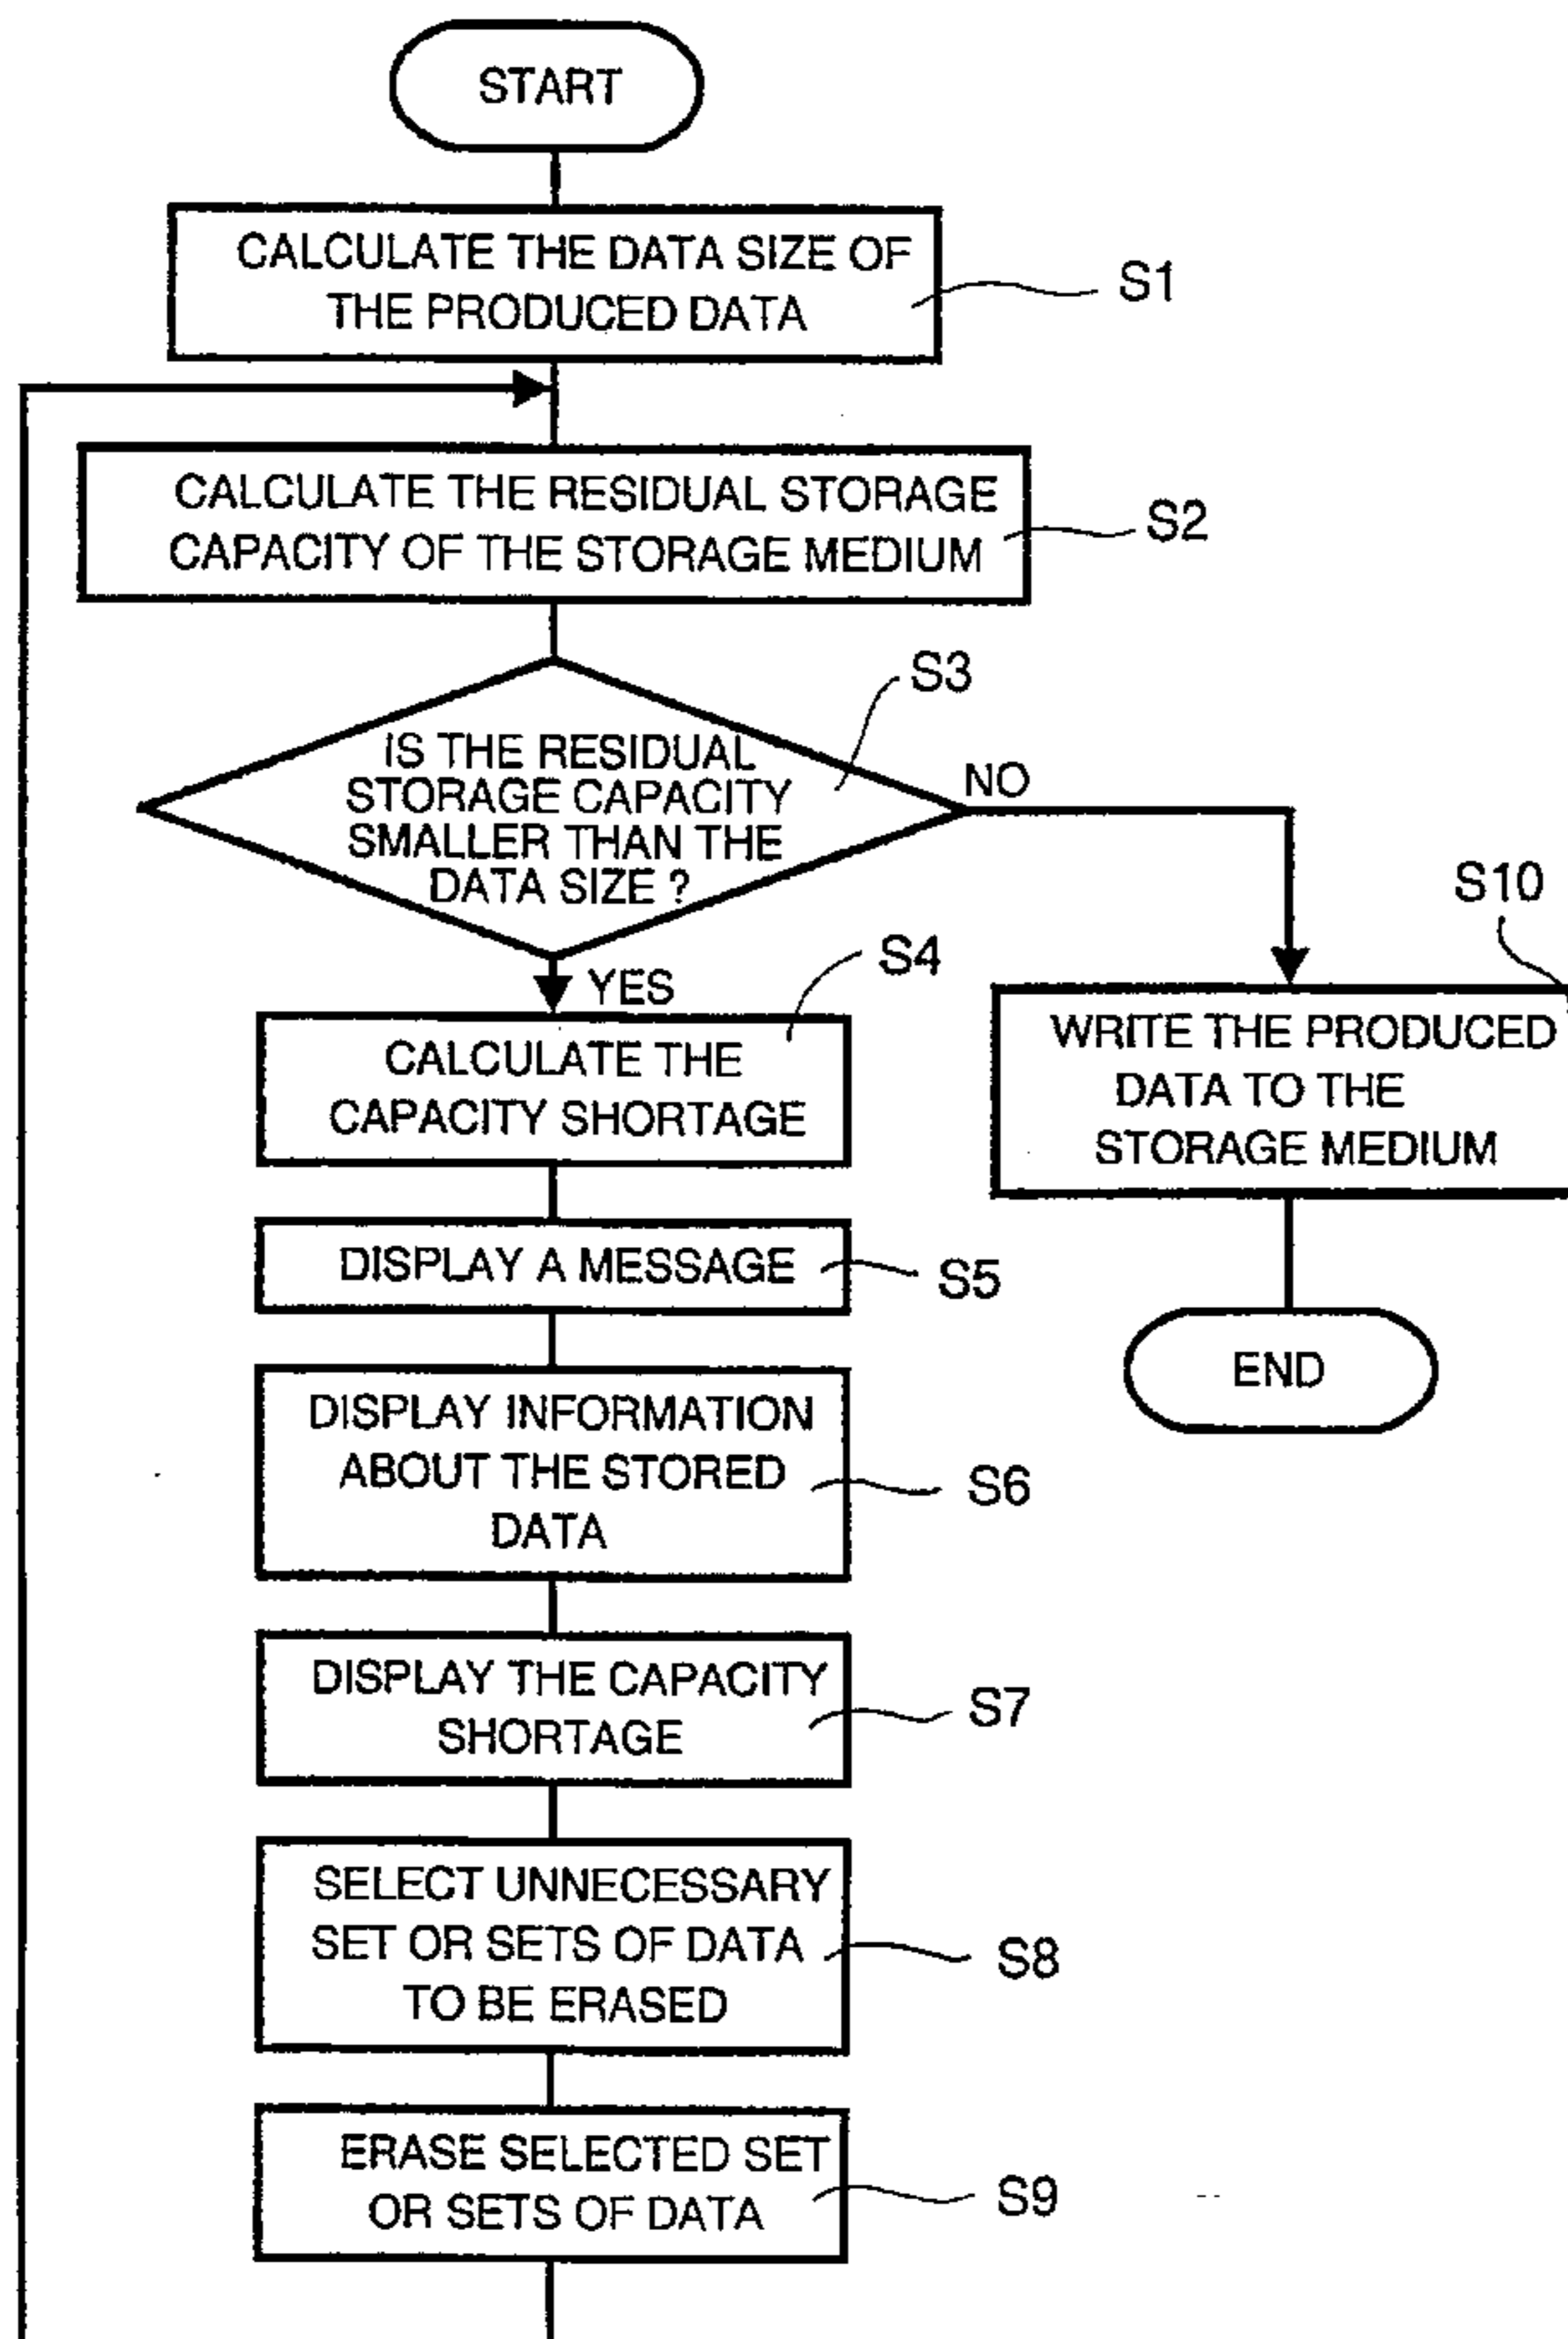 START
CALCULATE THE DATA SIZE OF
THE PRODUCED DATA
S1
CALCULATE THE RESIDUAL STORAGE
CAPACITY OF THE STORAGE MEDIUM
S2
S3
IS THE RESIDUAL
STORAGE CAPACITY
SMALLER THAN THE
DATA SIZE ?
NO
YES
S4
CALCULATE THE
CAPACITY SHORTAGE
S10
WRITE THE PRODUCED
DATA TO THE
STORAGE MEDIUM
DISPLAY A MESSAGE
S5
END
DISPLAY INFORMATION
ABOUT THE STORED
DATA
S6
DISPLAY THE CAPACITY
SHORTAGE
S7
SELECT UNNECESSARY
SET OR SETS OF DATA
TO BE ERASED
S8
ERASE SELECTED SET
OR SETS OF DATA
S9